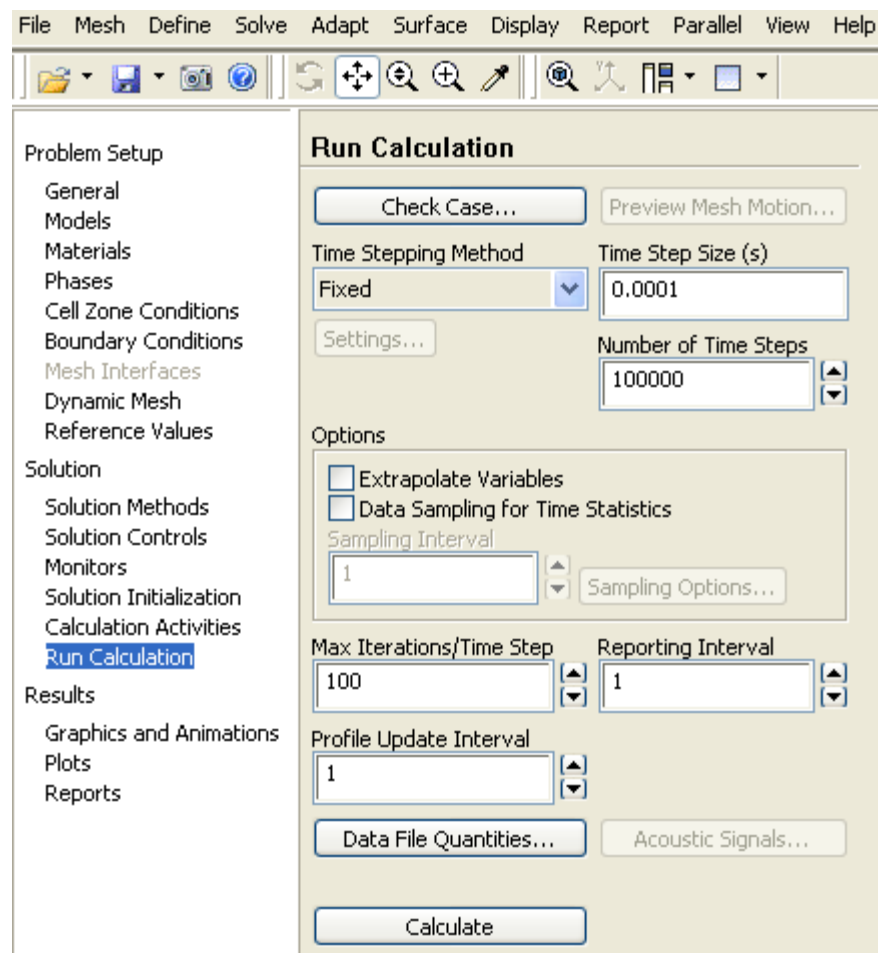 File Mesh Define Solve Adapt Surface Display Report Parallel View Help
Problem Setup
General
Models
Materials
Phases
Cell Zone Conditions
Boundary Conditions
Mesh Interfaces
Dynamic Mesh
Reference Values
Solution
Solution Methods
Solution Controls
Monitors
Solution Initialization
Calculation Activities
Run Calculation
Results
Graphics and Animations
Plots
Reports
Run Calculation
Check Case... Preview Mesh Motion...
Time Stepping Method Time Step Size (s)
Fixed 0.0001
Settings... Number of Time Steps
100000
Options
Extrapolate Variables
Data Sampling for Time Statistics
Sampling Interval
1 Sampling Options...
Max Iterations/Time Step Reporting Interval
100 1
Profile Update Interval
1
Data File Quantities... Acoustic Signals...
Calculate